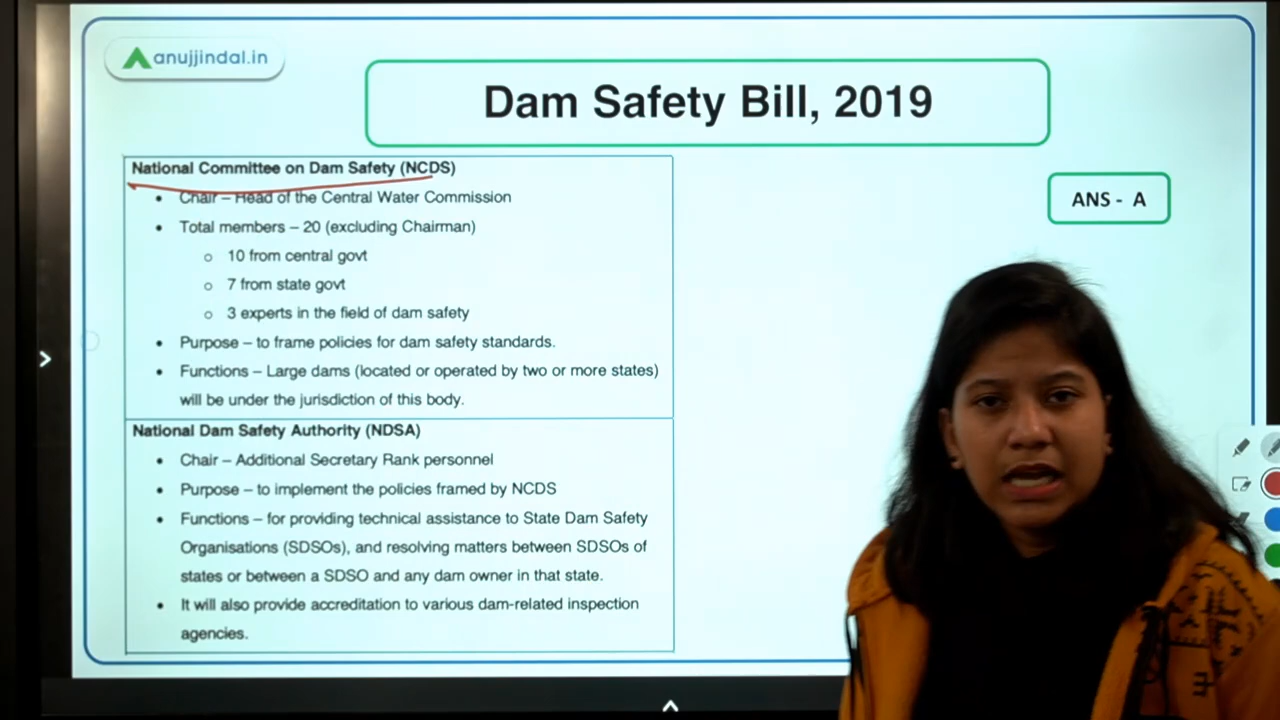 anujjindal.in
Dam Safety Bill, 2019
National Committee on Dam Safety (NCDS)
• Chair – Head of the Central Water Commission
• Total members – 20 (excluding Chairman)
o 10 from central govt
o 7 from state govt
o 3 experts in the field of dam safety
• Purpose – to frame policies for dam safety standards.
• Functions – Large dams (located or operated by two or more states)
will be under the jurisdiction of this body.
National Dam Safety Authority (NDSA)
• Chair – Additional Secretary Rank personnel
• Purpose – to implement the policies framed by NCDS
• Functions – for providing technical assistance to State Dam Safety
Organisations (SDSOs), and resolving matters between SDSOs of
states or between a SDSO and any dam owner in that state.
• It will also provide accreditation to various dam-related inspection
agencies.
ANS - A